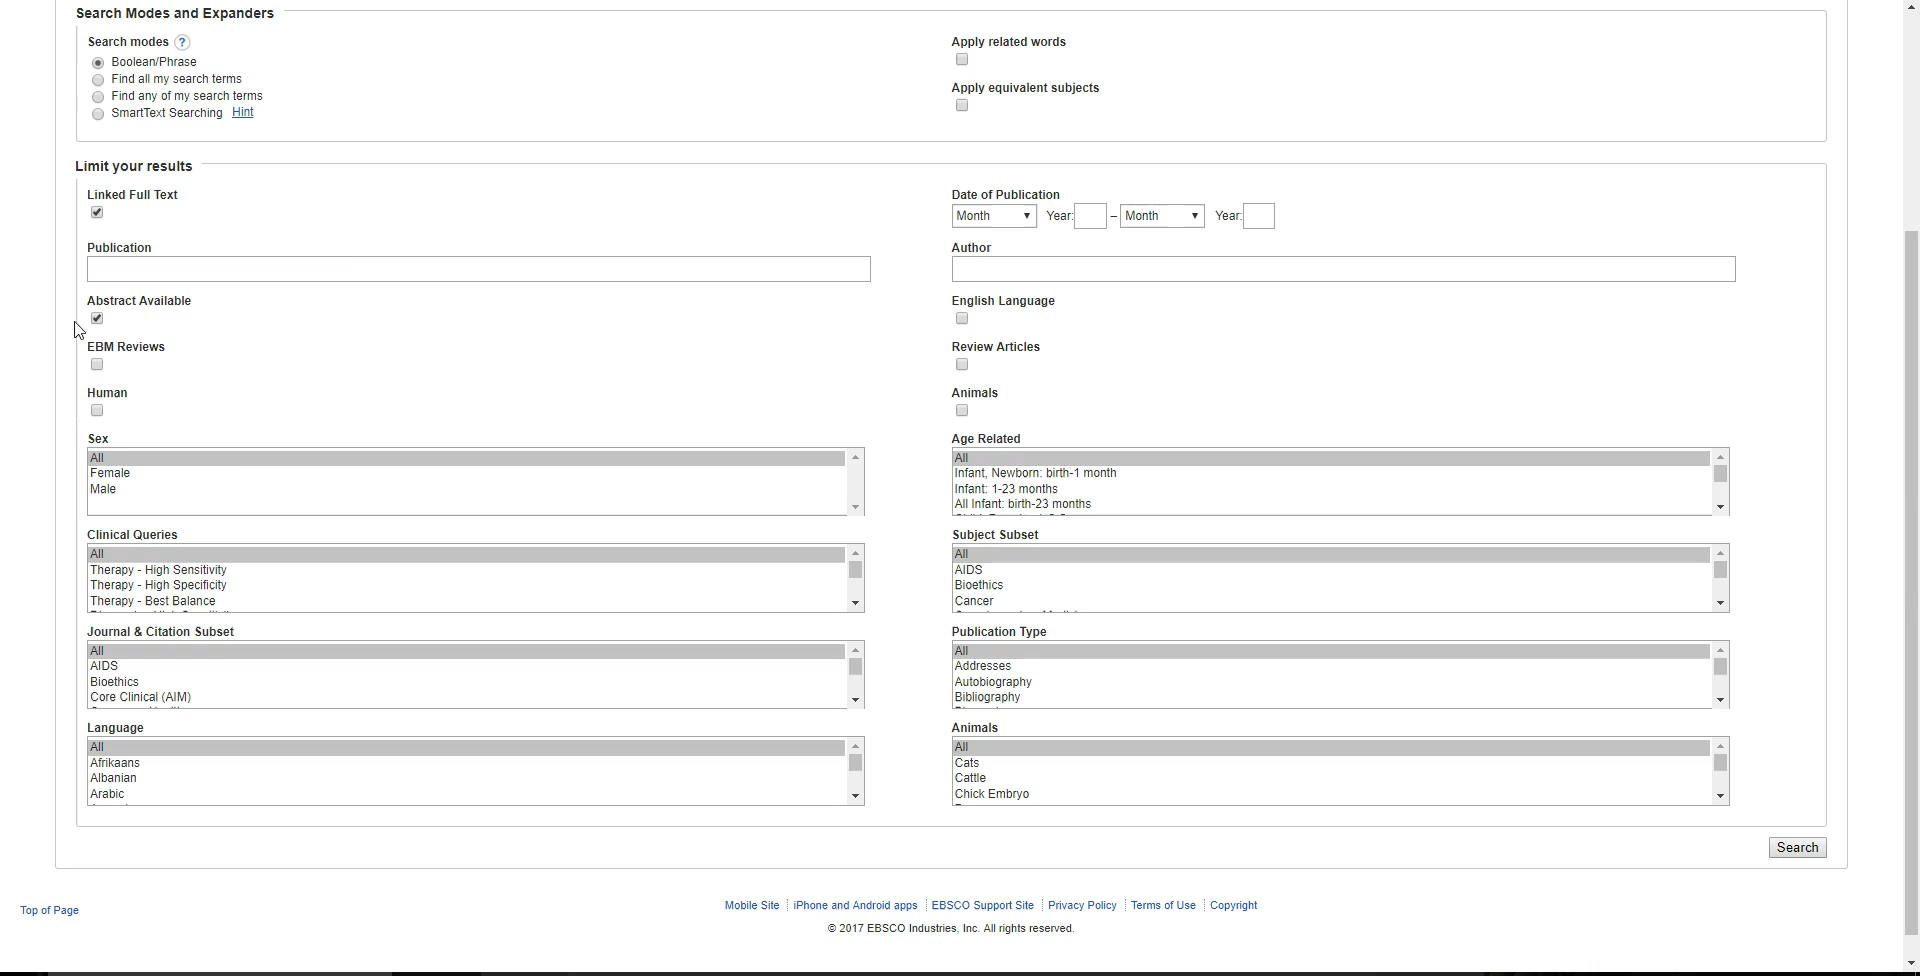 Search Modes and Expanders
Search modes ?
Boolean/Phrase
Find all my search terms
Find any of my search terms
SmartText Searching Hint
Apply related words
Apply equivalent subjects
Limit your results
Linked Full Text
Date of Publication
Month Year: – Month Year:
Publication
Author
Abstract Available
English Language
EBM Reviews
Review Articles
Human
Animals
Sex
All
Female
Male
Age Related
All
Infant, Newborn: birth-1 month
Infant: 1-23 months
All Infant: birth-23 months
Clinical Queries
All
Therapy - High Sensitivity
Therapy - High Specificity
Therapy - Best Balance
Subject Subset
All
AIDS
Bioethics
Cancer
Journal & Citation Subset
All
AIDS
Bioethics
Core Clinical (AIM)
Publication Type
All
Addresses
Autobiography
Bibliography
Language
All
Afrikaans
Albanian
Arabic
Animals
All
Cats
Cattle
Chick Embryo
Search
Top of Page
Mobile Site iPhone and Android apps EBSCO Support Site Privacy Policy Terms of Use Copyright
© 2017 EBSCO Industries, Inc. All rights reserved.